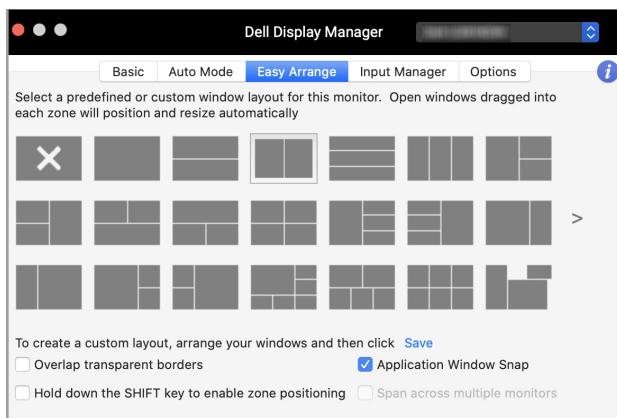 Dell Display Manager
Basic Auto Mode Easy Arrange Input Manager Options
i
Select a predefined or custom window layout for this monitor. Open windows dragged into
each zone will position and resize automatically
>
To create a custom layout, arrange your windows and then click Save
Overlap transparent borders
Application Window Snap
Hold down the SHIFT key to enable zone positioning
Span across multiple monitors